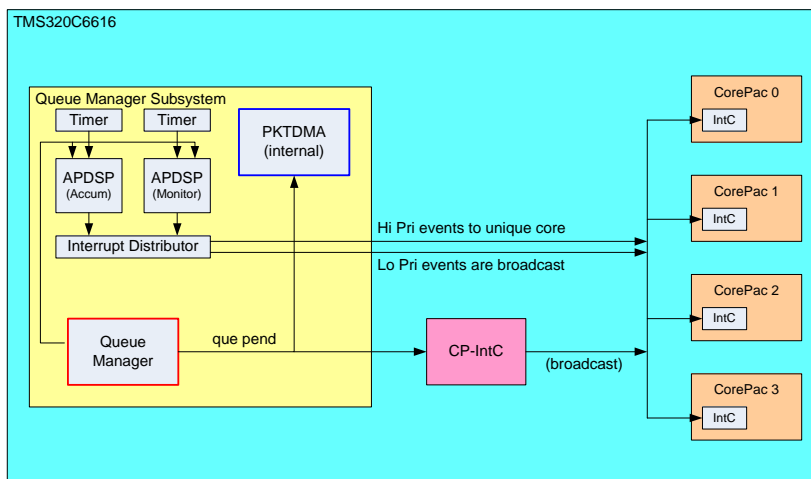 TMS320C6616
Queue Manager Subsystem
Timer
Timer
PKTDMA
(internal)
APDSP
(Accum)
APDSP
(Monitor)
Interrupt Distributor
Hi Pri events to unique core
Lo Pri events are broadcast
Queue
Manager
que pend
CP-IntC
(broadcast)
CorePac 0
IntC
CorePac 1
IntC
CorePac 2
IntC
CorePac 3
IntC